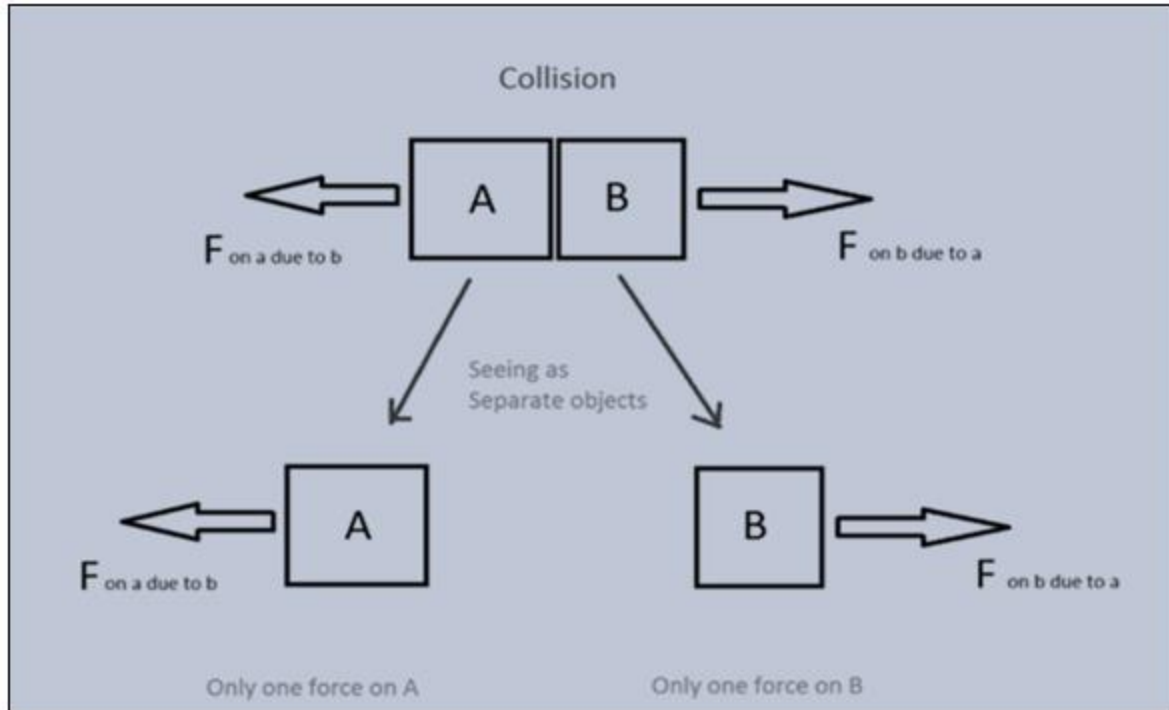 Collision
A
B
F on a due to b
F on b due to a
Seeing as
Separate objects
A
B
F on a due to b
F on b due to a
Only one force on A
Only one force on B